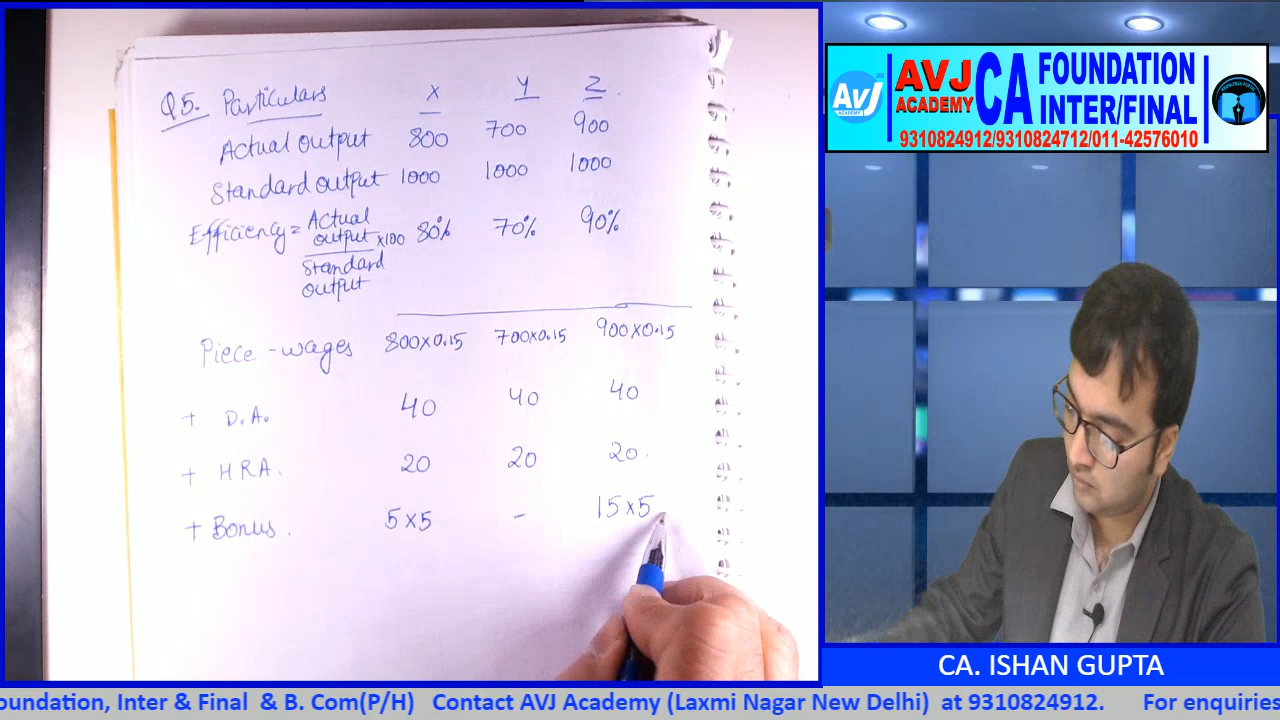 Q5. Particulars X Y Z
Actual output 800 700 900
Standard output 1000 1000 1000
Efficiency = Actual output x100 80% 70% 90%
Standard output
Piece - wages 800x0.15 700x0.15 900x0.15
+ D.A. 40 40 40
+ HRA. 20 20 20
+ Bonus. 5x5 - 15x5
AVJ ACADEMY CA FOUNDATION INTER/FINAL
AVJ ACADEMY
9310824912/9310824712/011-42576010
CA. ISHAN GUPTA
oundation, Inter & Final & B. Com(P/H) Contact AVJ Academy (Laxmi Nagar New Delhi) at 9310824912. For enquiries